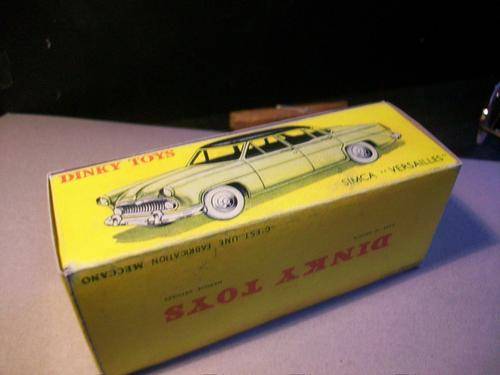 DINKY TOYS
SIMCA "VERSAILLES"
C'EST UNE FABRICATION MECCANO
DINKY TOYS